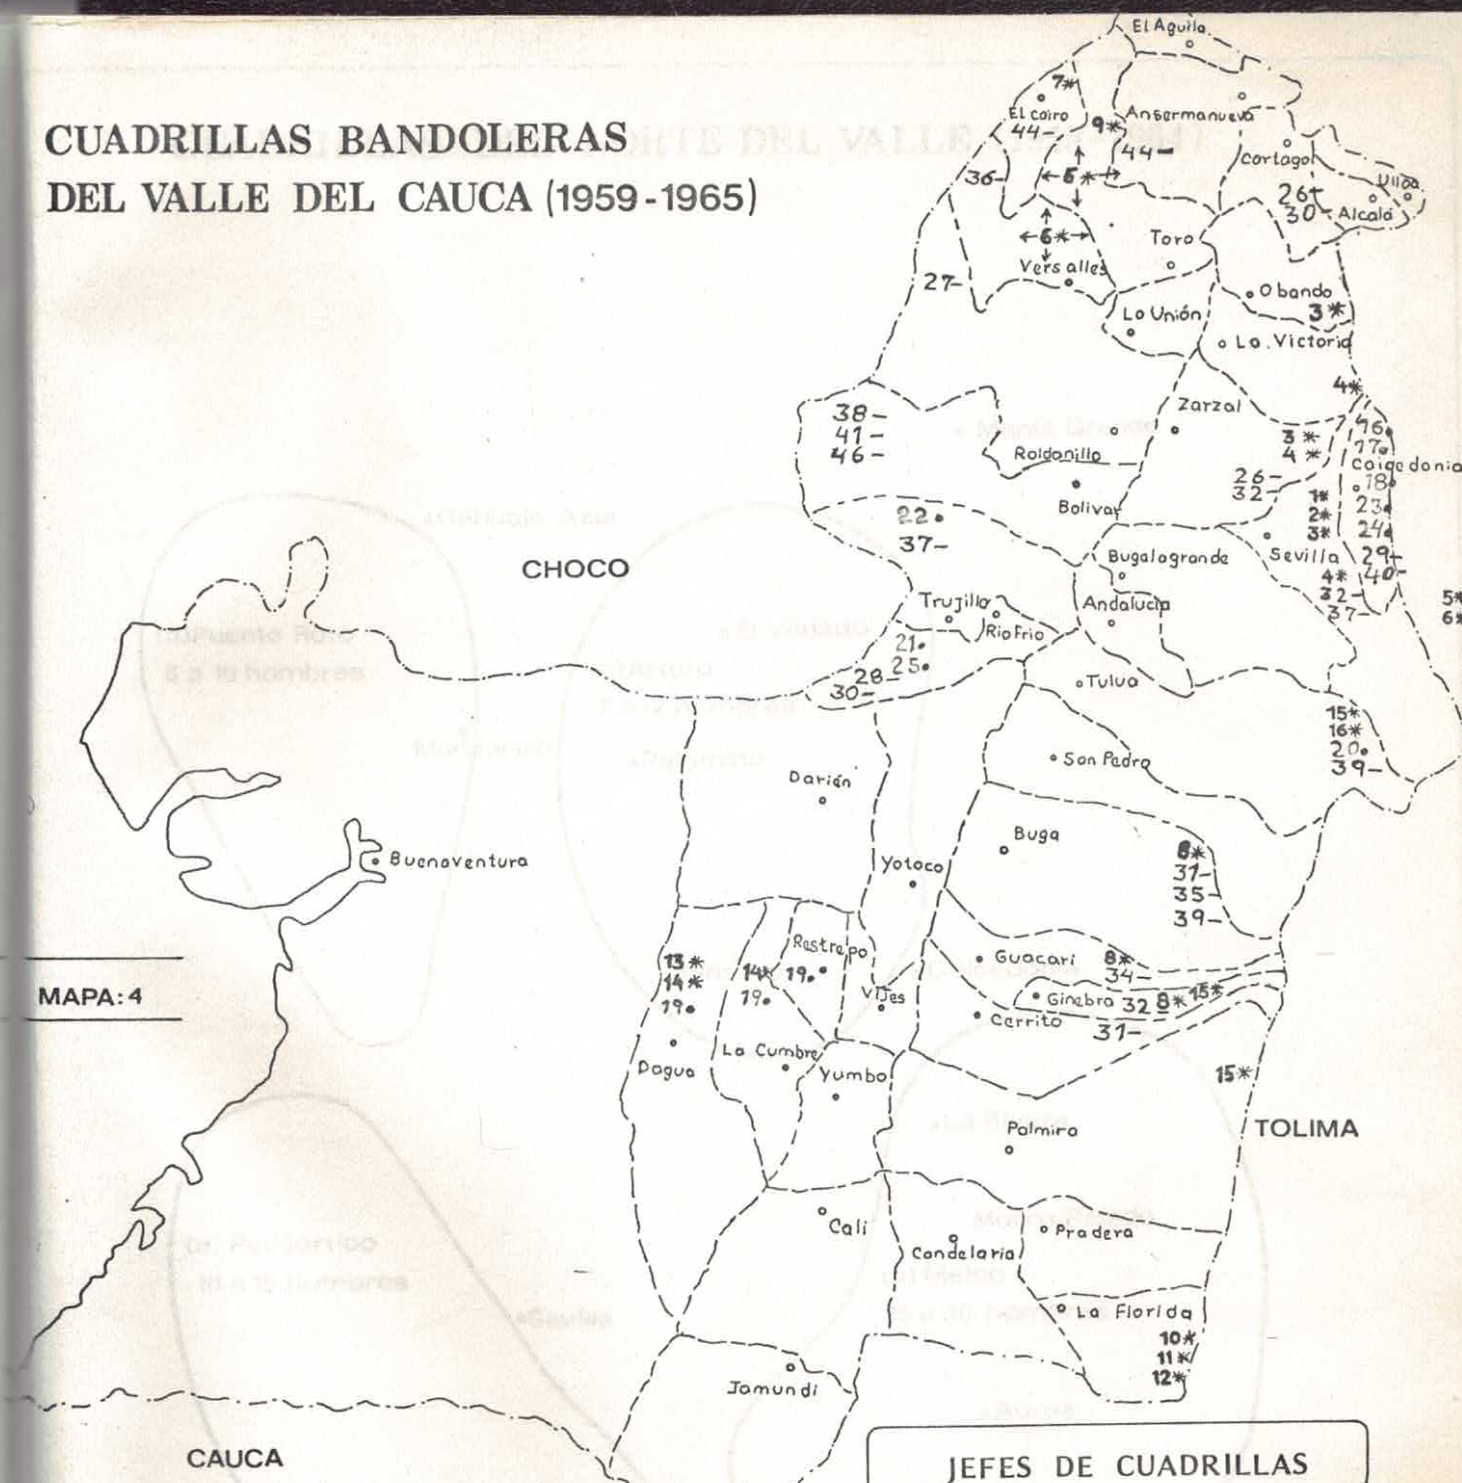 CUADRILLAS BANDOLERAS
DEL VALLE DEL CAUCA (1959-1965)
El Aguila
7*
El Cairo
44-
9*
Ansermanueva
44-
36-
←5*→
Cartago
Ulloa
26-
30-
Alcalá
←6*→
Toro
Versalles
27-
Obando
3*
La Unión
La Victoria
4*
38-
41-
46-
Zarzal
3*
4*
16.
17.
Caicedonia
18.
23.
24.
29-
40-
Roldanillo
26-
32-
Bolivar
1*
2*
3*
Sevilla
4*
32-
37-
5*
6*
22.
37-
CHOCO
Bugalagrande
Trujillo
Andalucia
Rio Frio
21.
25.
28-
30-
Tulua
15*
16*
20.
39-
San Pedro
Darién
Buga
8*
31-
35-
39-
Buenaventura
Yotoco
Restrepo
13*
14*
19.
14*
19.
19.
Guacari
8*
34-
MAPA: 4
Vijes
Ginebra 32 8* 15*
Cerrito
31-
Dagua
La Cumbre
Yumbo
15*
TOLIMA
Palmira
Cali
Pradera
Candelaria
La Florida
10*
11*
12*
Jamundi
CAUCA
JEFES DE CUADRILLAS